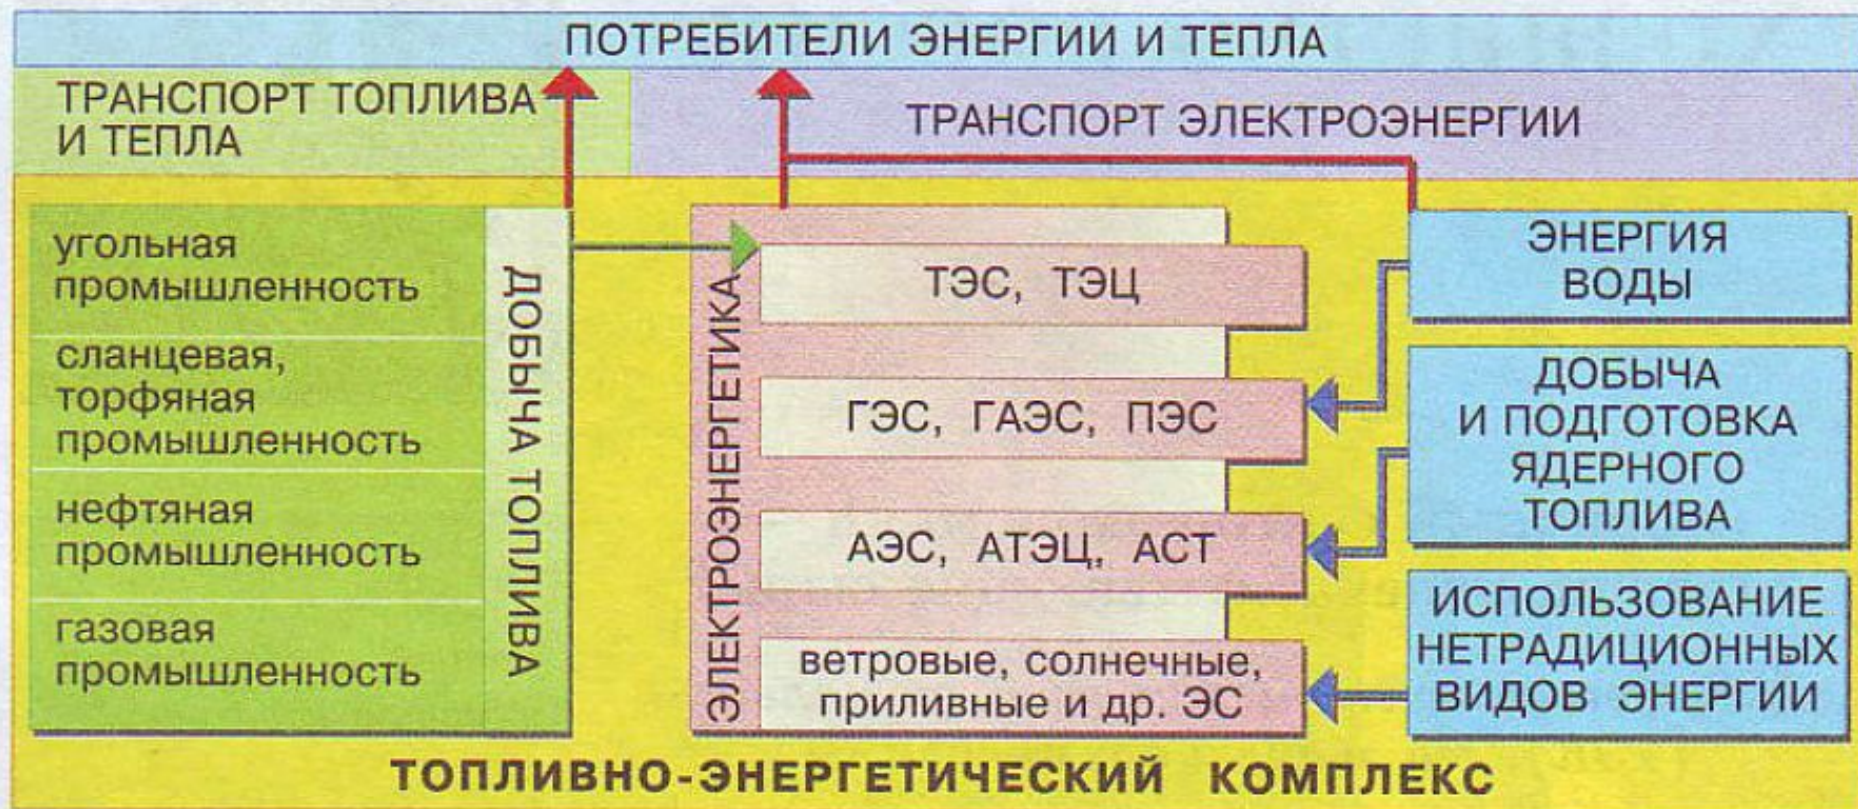 ПОТРЕБИТЕЛИ ЭНЕРГИИ И ТЕПЛА
ТРАНСПОРТ ТОПЛИВА
И ТЕПЛА
ТРАНСПОРТ ЭЛЕКТРОЭНЕРГИИ
угольная
промышленность
сланцевая,
торфяная
промышленность
нефтяная
промышленность
газовая
промышленность
ДОБЫЧА ТОПЛИВА
ЭЛЕКТРОЭНЕРГЕТИКА
ТЭС, ТЭЦ
ГЭС, ГАЭС, ПЭС
АЭС, АТЭЦ, АСТ
ветровые, солнечные,
приливные и др. ЭС
ЭНЕРГИЯ
ВОДЫ
ДОБЫЧА
И ПОДГОТОВКА
ЯДЕРНОГО
ТОПЛИВА
ИСПОЛЬЗОВАНИЕ
НЕТРАДИЦИОННЫХ
ВИДОВ ЭНЕРГИИ
ТОПЛИВНО-ЭНЕРГЕТИЧЕСКИЙ КОМПЛЕКС